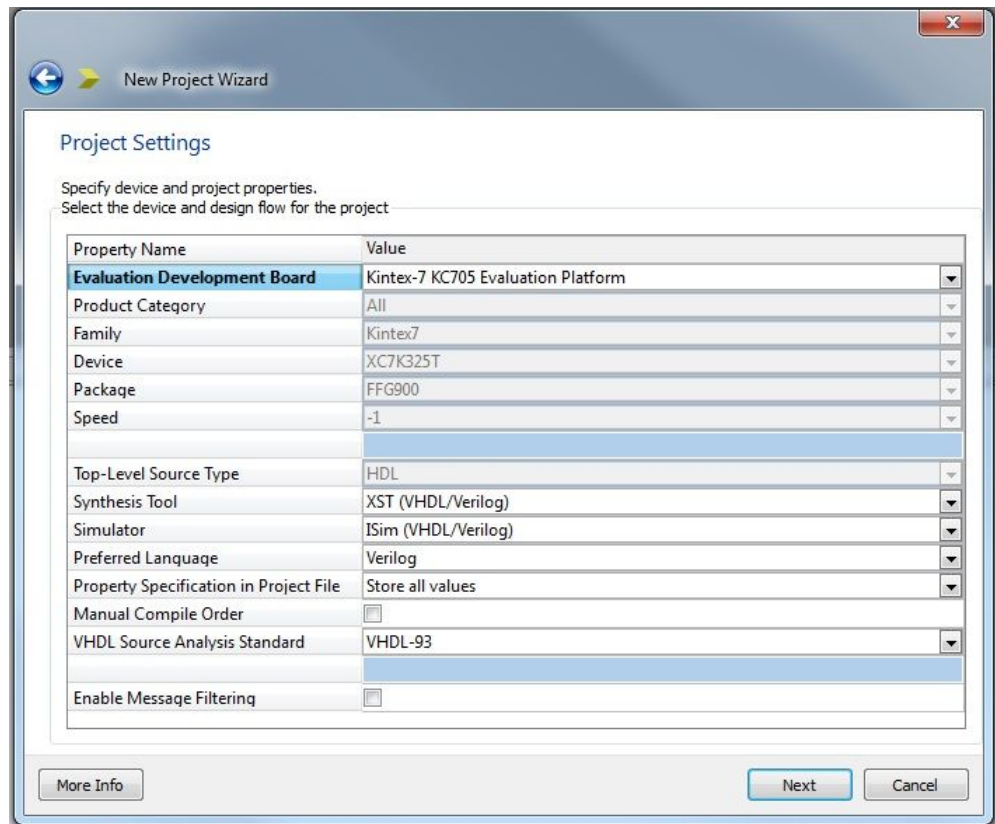 New Project Wizard
Project Settings
Specify device and project properties.
Select the device and design flow for the project
Property Name Value
Evaluation Development Board Kintex-7 KC705 Evaluation Platform
Product Category All
Family Kintex7
Device XC7K325T
Package FFG900
Speed -1
Top-Level Source Type HDL
Synthesis Tool XST (VHDL/Verilog)
Simulator ISim (VHDL/Verilog)
Preferred Language Verilog
Property Specification in Project File Store all values
Manual Compile Order
VHDL Source Analysis Standard VHDL-93
Enable Message Filtering
More Info Next Cancel